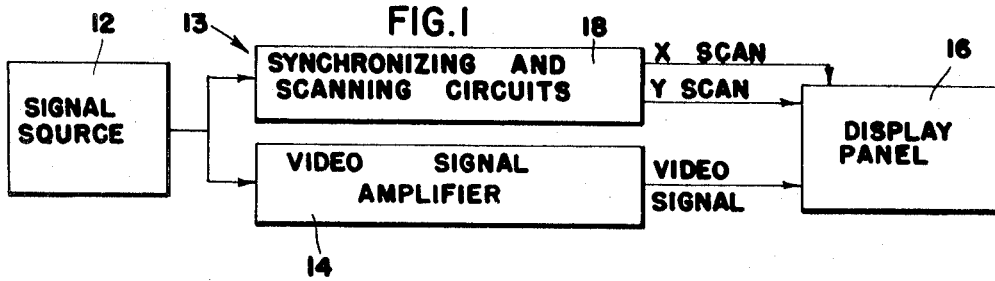 FIG.1
12
13
18
16
SIGNAL
SOURCE
SYNCHRONIZING AND
SCANNING CIRCUITS
X SCAN
Y SCAN
VIDEO SIGNAL
AMPLIFIER
VIDEO
SIGNAL
DISPLAY
PANEL
14